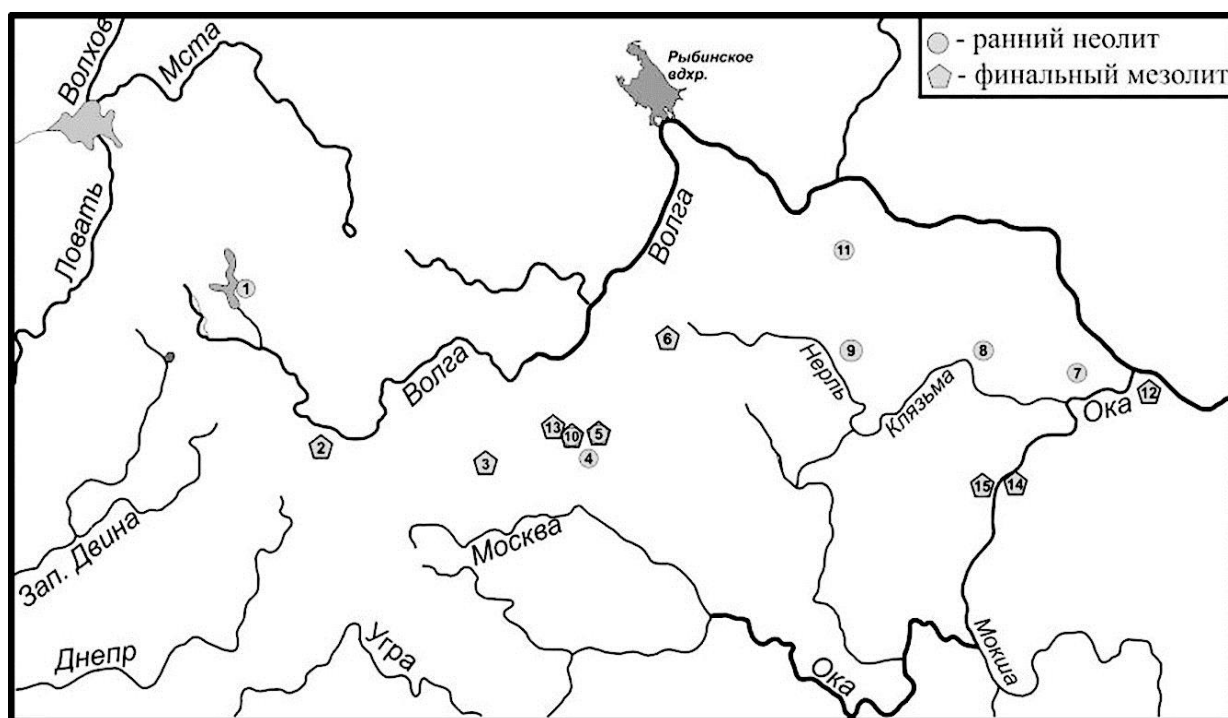 - ранний неолит
- финальный мезолит
Волхов
Мста
Рыбинское
вдхр.
Ловать
Волга
11
1
6
9
8
7
12
Нерль
Волга
Клязьма
Ока
13
10
5
2
3
4
15
14
Зап. Двина
Москва
Днепр
Угра
Ока
Мокша